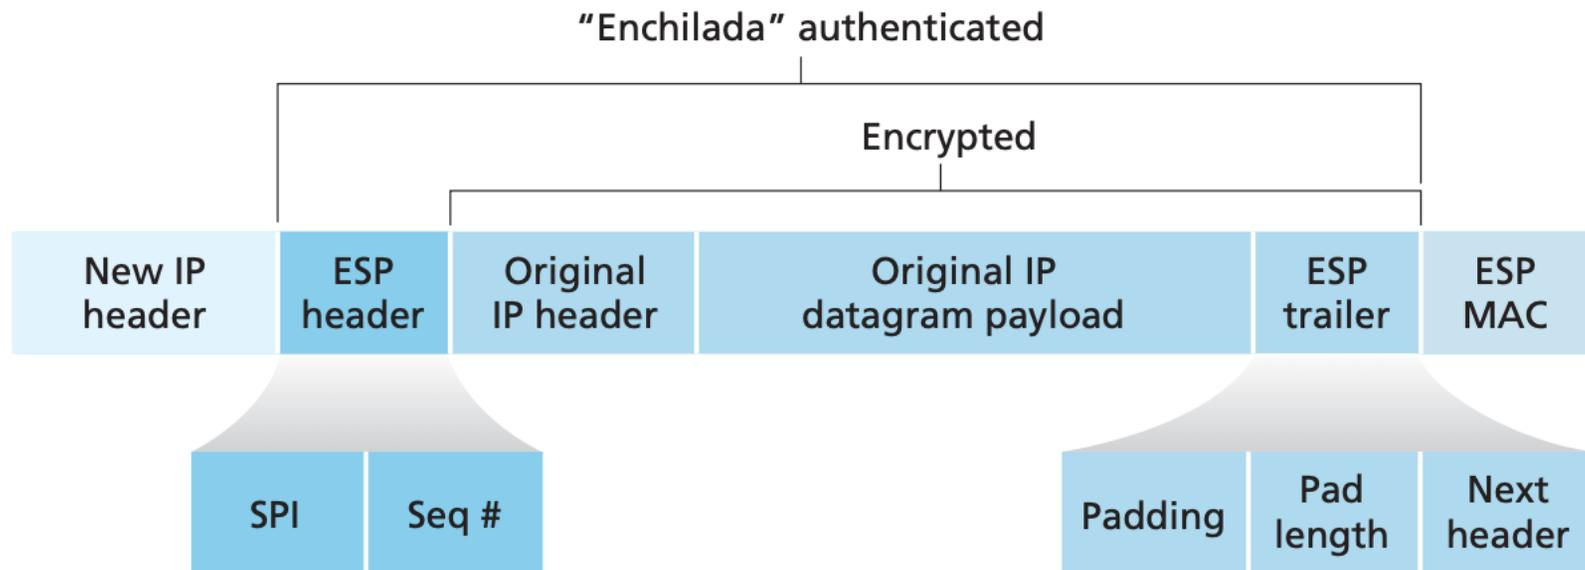 “Enchilada” authenticated
Encrypted
New IP
header
ESP
header
Original
IP header
Original IP
datagram payload
ESP
trailer
ESP
MAC
SPI
Seq #
Padding
Pad
length
Next
header